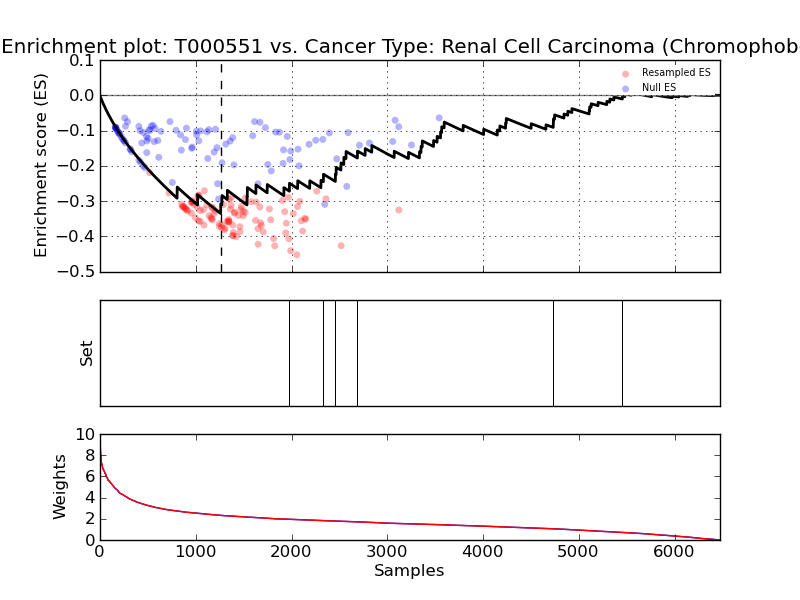 Enrichment plot: T000551 vs. Cancer Type: Renal Cell Carcinoma (Chromophob
0.1
0.0
−0.1
−0.2
−0.3
−0.4
−0.5
Enrichment score (ES)
Resampled ES
Null ES
Set
10
8
6
4
2
0
Weights
0 1000 2000 3000 4000 5000 6000
Samples